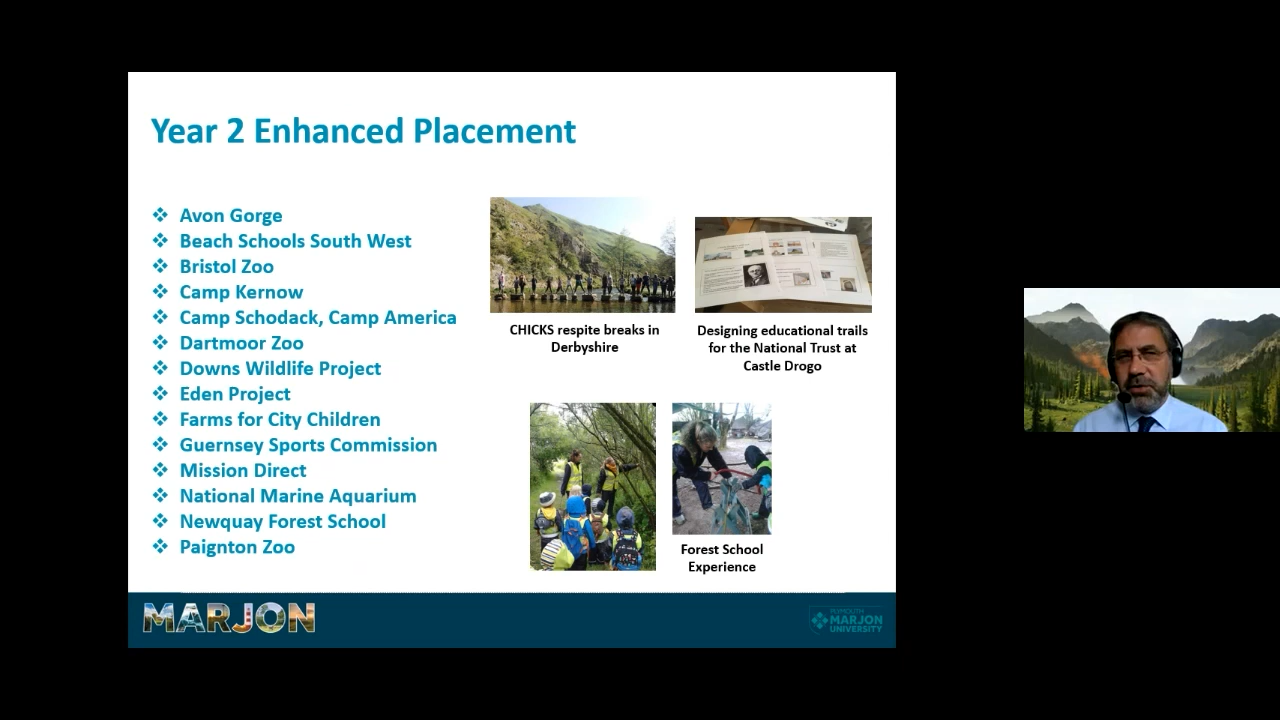 Year 2 Enhanced Placement
Avon Gorge
Beach Schools South West
Bristol Zoo
Camp Kernow
Camp Schodack, Camp America
Dartmoor Zoo
Downs Wildlife Project
Eden Project
Farms for City Children
Guernsey Sports Commission
Mission Direct
National Marine Aquarium
Newquay Forest School
Paignton Zoo
CHICKS respite breaks in
Derbyshire
Designing educational trails
for the National Trust at
Castle Drogo
Forest School
Experience
MARJON
PLYMOUTH
MARJON
UNIVERSITY